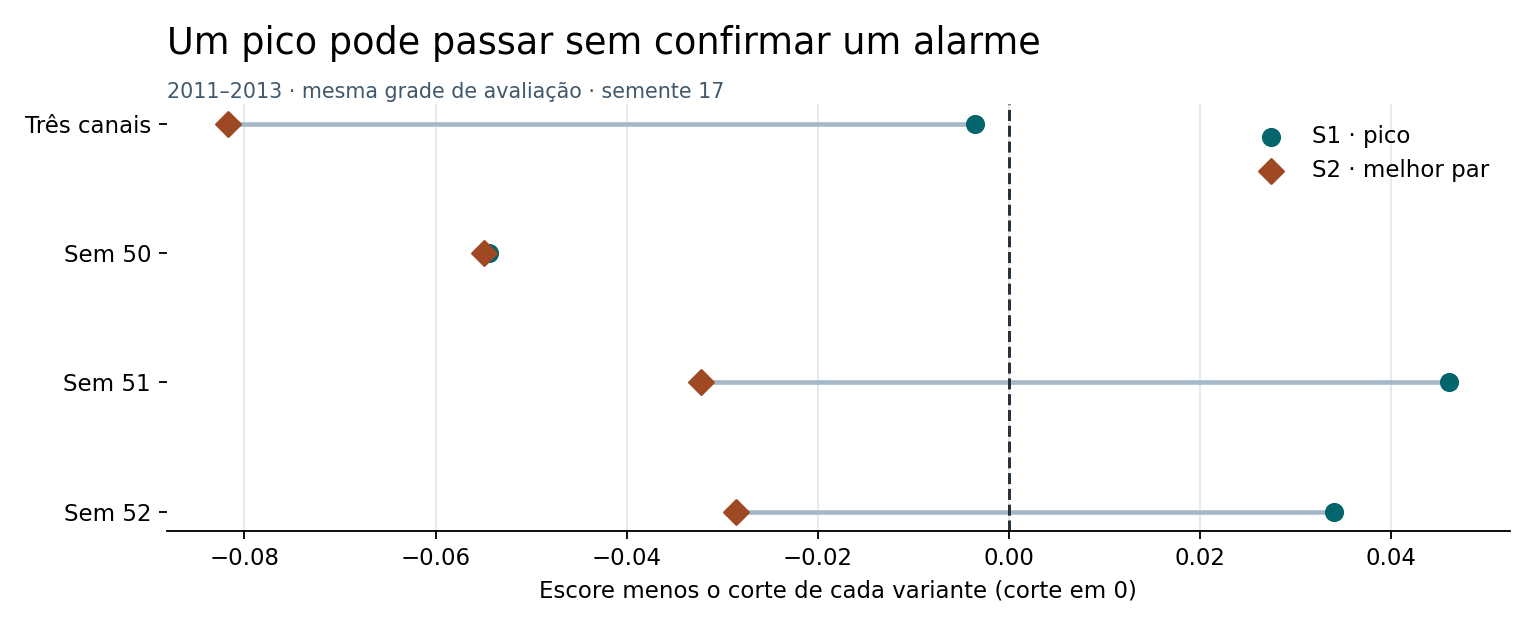 Um pico pode passar sem confirmar um alarme
2011–2013 · mesma grade de avaliação · semente 17
Três canais
Sem 50
Sem 51
Sem 52
S1 · pico
S2 · melhor par
−0.08 −0.06 −0.04 −0.02 0.00 0.02 0.04
Escore menos o corte de cada variante (corte em 0)